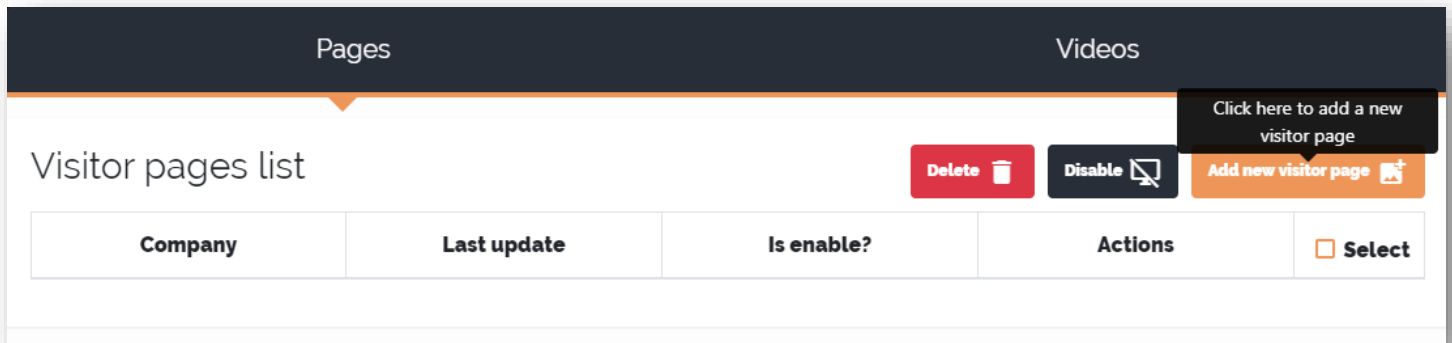 Pages Videos
Click here to add a new
visitor page
Visitor pages list
Delete Disable Add new visitor page
Company Last update Is enable? Actions Select